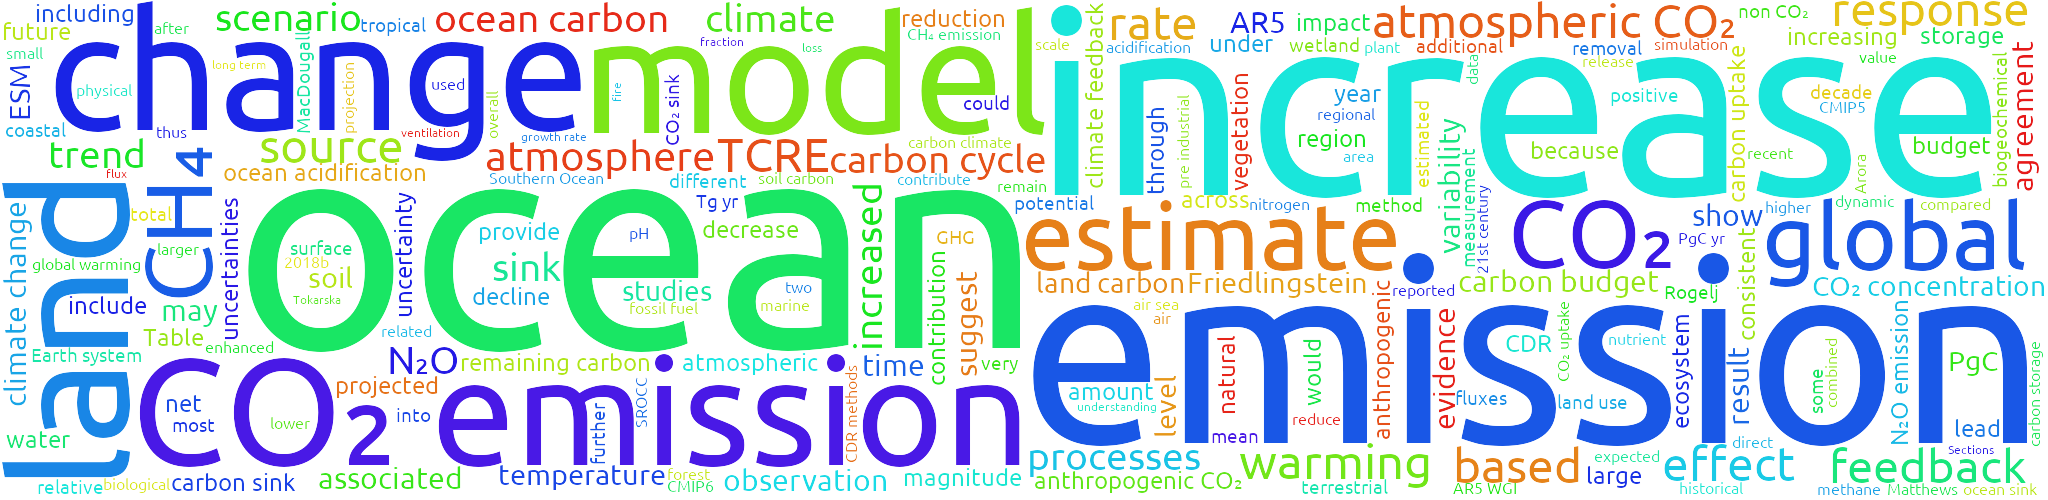 including
scenario
tropical
ocean carbon
climate
reduction
CH₄ emission
rate
AR5
impact
atmospheric CO₂
non CO₂
response
future
after
small
change
model
increase
fraction
loss
scale
acidification
under
wetland
plant
additional
removal
simulation
increasing
storage
long term
MacDougall
projection
used
overall
fire
CO₂ sink
could
climate feedback
data
release
value
ESM
physical
coastal
thus
ventilation
growth rate
year
regional
positive
decade
CMIP5
carbon uptake
biogeochemical
agreement
trend
flux
source
atmosphere
TCRE
carbon cycle
carbon climate
through
pre industrial
vegetation
region
area
estimated
variability
because
recent
budget
Arora
CH₄
ocean acidification
Southern Ocean
different
soil carbon
contribute
remain
potential
across
nitrogen
method
measurement
21st century
dynamic
compared
land
total
larger
uncertainties
ocean
uncertainty
Tg yr
increased
estimate
CO₂
show
higher
PgC yr
global
surface
2018b
soil
Tokarska
provide
pH
decrease
sink
GHG
decline
studies
two
fossil fuel
marine
contribution
suggest
global warming
climate change
include
may
land carbon
Friedlingstein
anthropogenic
reported
carbon budget
Rogelj
consistent
CO₂ concentration
air sea
air
emission
Table
related
Earth system
enhanced
CO₂ emission
N₂O
remaining carbon
atmospheric
time
very
projected
net
most
into
lower
further
SROCC
CDR methods
amount
understanding
level
natural
would
reduce
mean
evidence
fluxes
CDR
CO₂ uptake
nutrient
land use
ecosystem
result
some
combined
N₂O emission
PgC
lead
direct
Sections
carbon storage
water
relative
biological
carbon sink
associated
temperature
forest
CMIP6
observation
magnitude
processes
anthropogenic CO₂
warming
terrestrial
based
AR5 WGI
large
expected
effect
historical
methane
feedback
Matthews
ocean sink